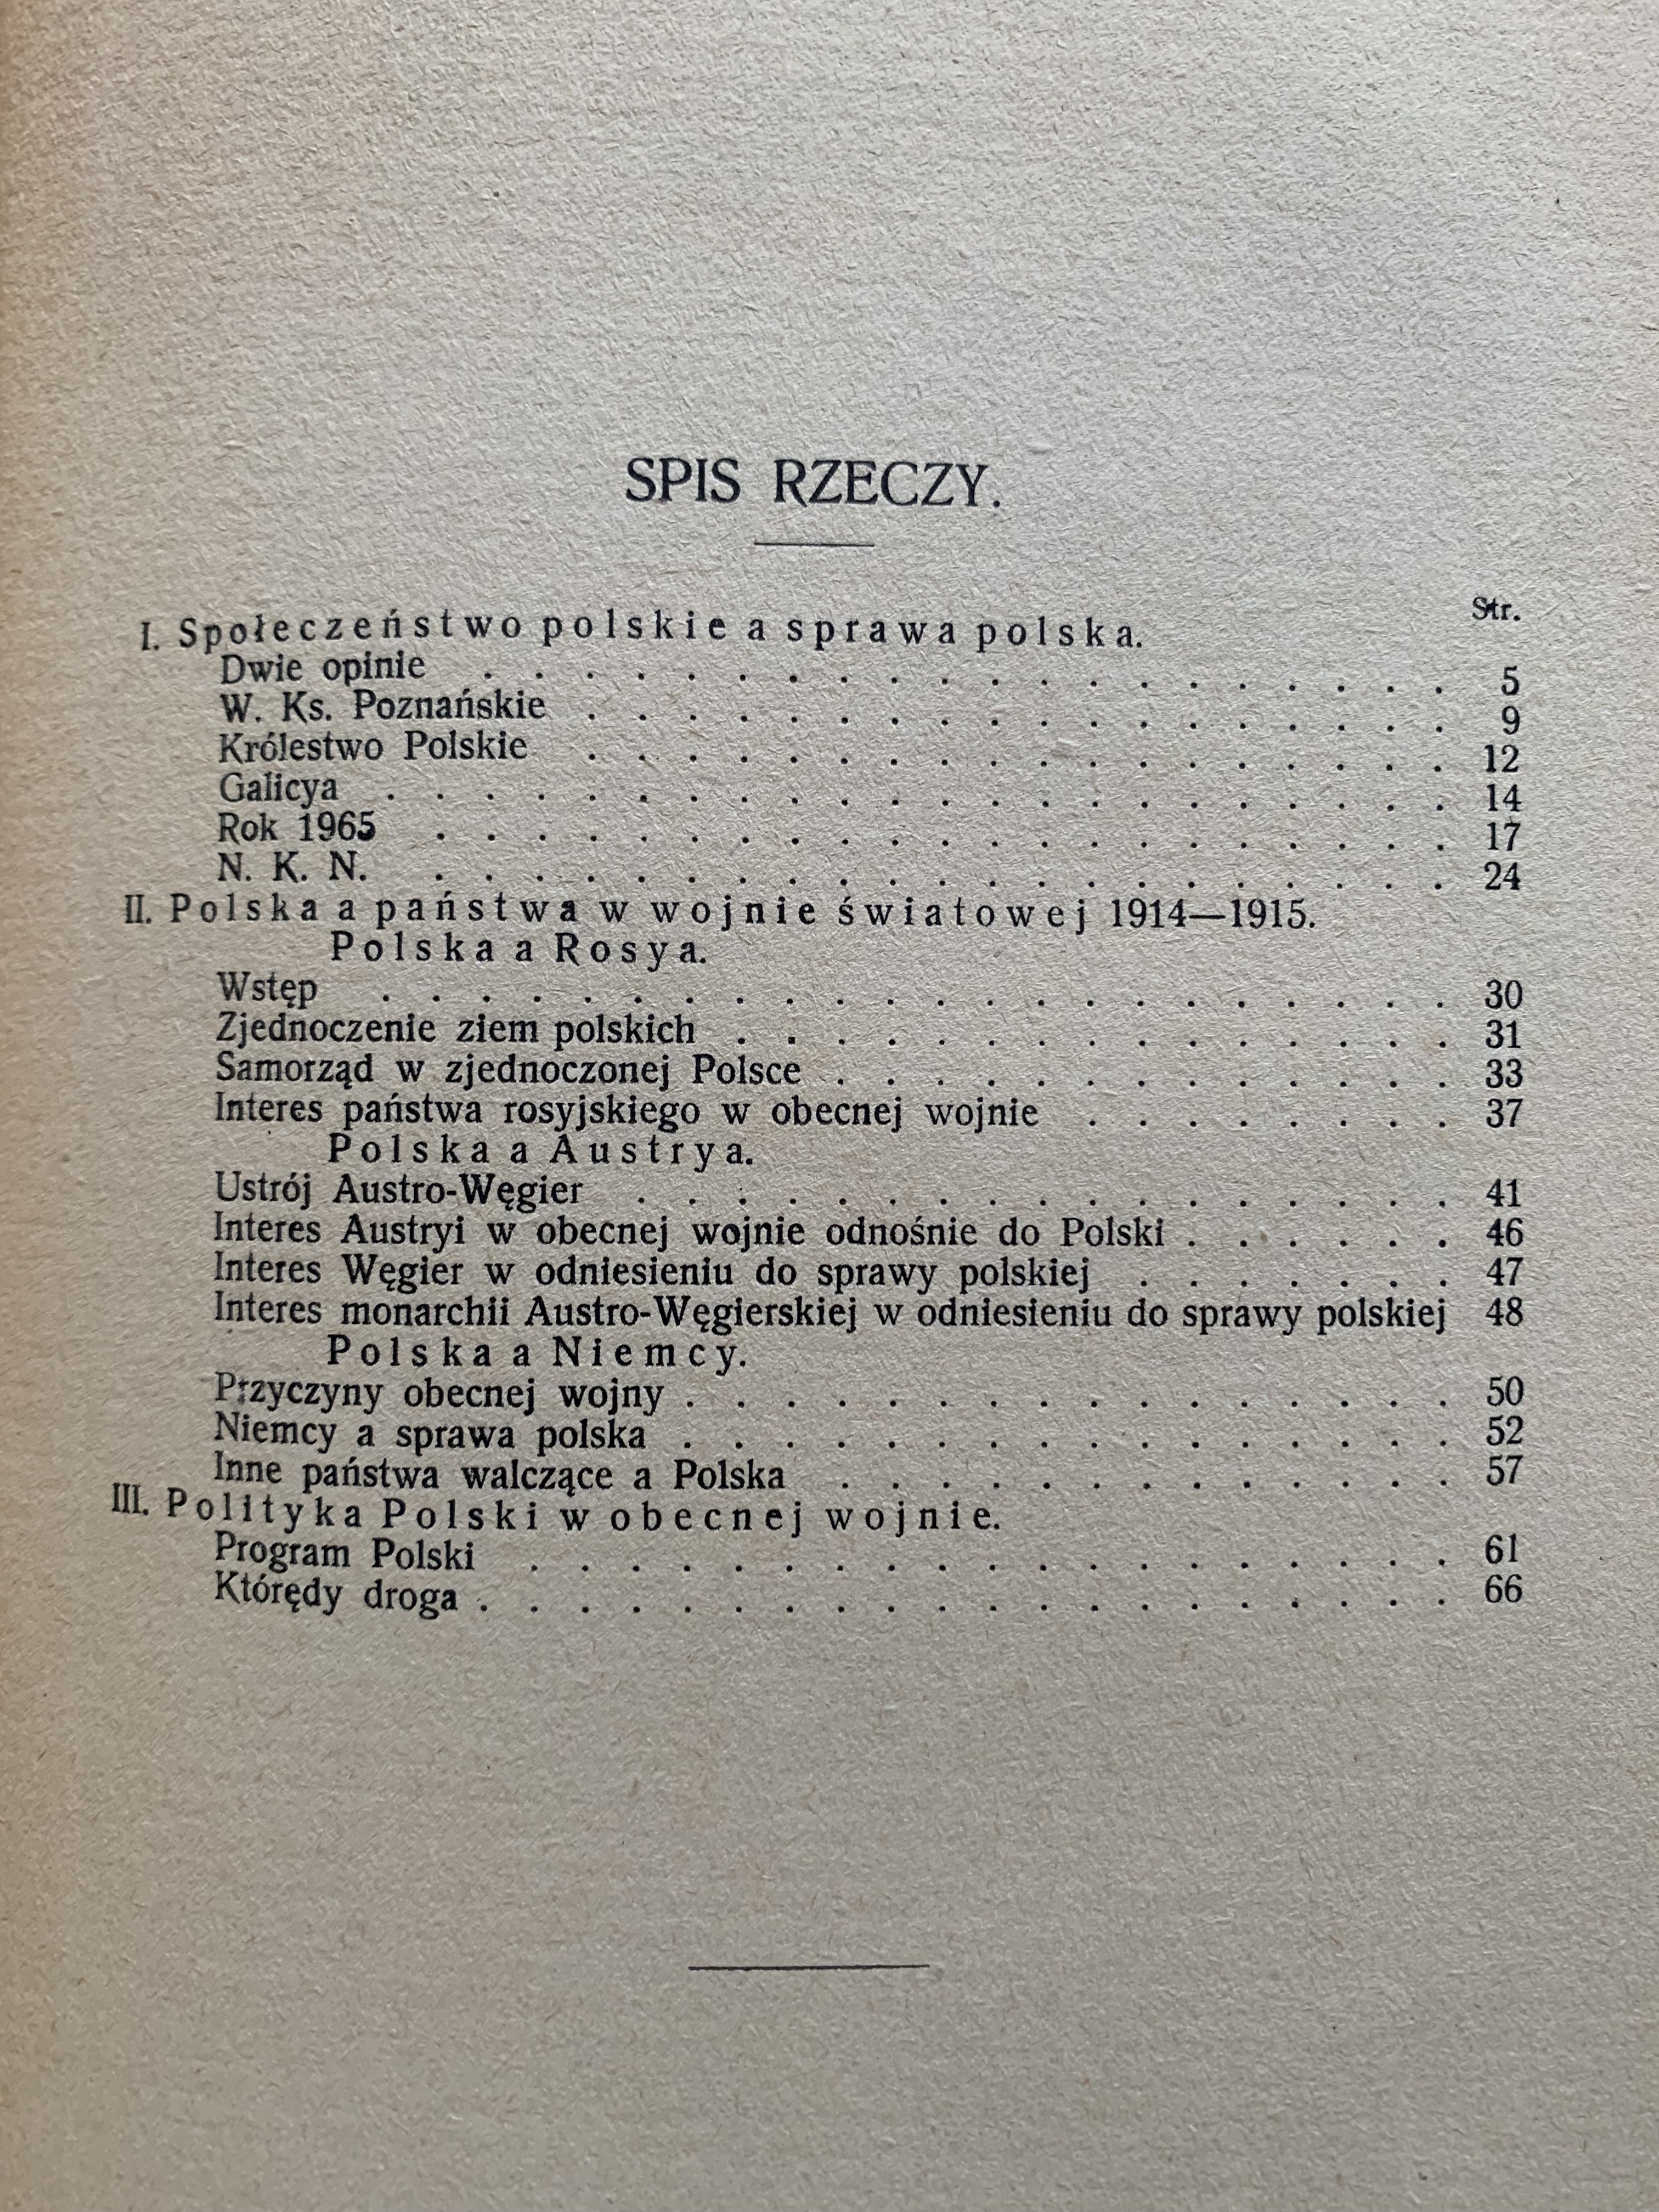 SPIS RZECZY.
Str.
I. Społeczeństwo polskie a sprawa polska.
Dwie opinie . . . . . . . . . . . . . . . . . . . . 5
W. Ks. Poznańskie . . . . . . . . . . . . . . . . . . 9
Królestwo Polskie . . . . . . . . . . . . . . . . . . 12
Galicya . . . . . . . . . . . . . . . . . . . . . . 14
Rok 1965 . . . . . . . . . . . . . . . . . . . . . 17
N. K. N. . . . . . . . . . . . . . . . . . . . . . 24
II. Polska a państwa w wojnie światowej 1914—1915.
Polska a Rosya.
Wstęp . . . . . . . . . . . . . . . . . . . . . . 30
Zjednoczenie ziem polskich . . . . . . . . . . . . . . . 31
Samorząd w zjednoczonej Polsce . . . . . . . . . . . . . 33
Interes państwa rosyjskiego w obecnej wojnie . . . . . . . . 37
Polska a Austrya.
Ustrój Austro-Węgier . . . . . . . . . . . . . . . . . 41
Interes Austryi w obecnej wojnie odnośnie do Polski . . . . . . 46
Interes Węgier w odniesieniu do sprawy polskiej . . . . . . . 47
Interes monarchii Austro-Węgierskiej w odniesieniu do sprawy polskiej 48
Polska a Niemcy.
Przyczyny obecnej wojny . . . . . . . . . . . . . . . . 50
Niemcy a sprawa polska . . . . . . . . . . . . . . . . 52
Inne państwa walczące a Polska . . . . . . . . . . . . . 57
III. Polityka Polski w obecnej wojnie.
Program Polski . . . . . . . . . . . . . . . . . . . 61
Którędy droga . . . . . . . . . . . . . . . . . . . . 66